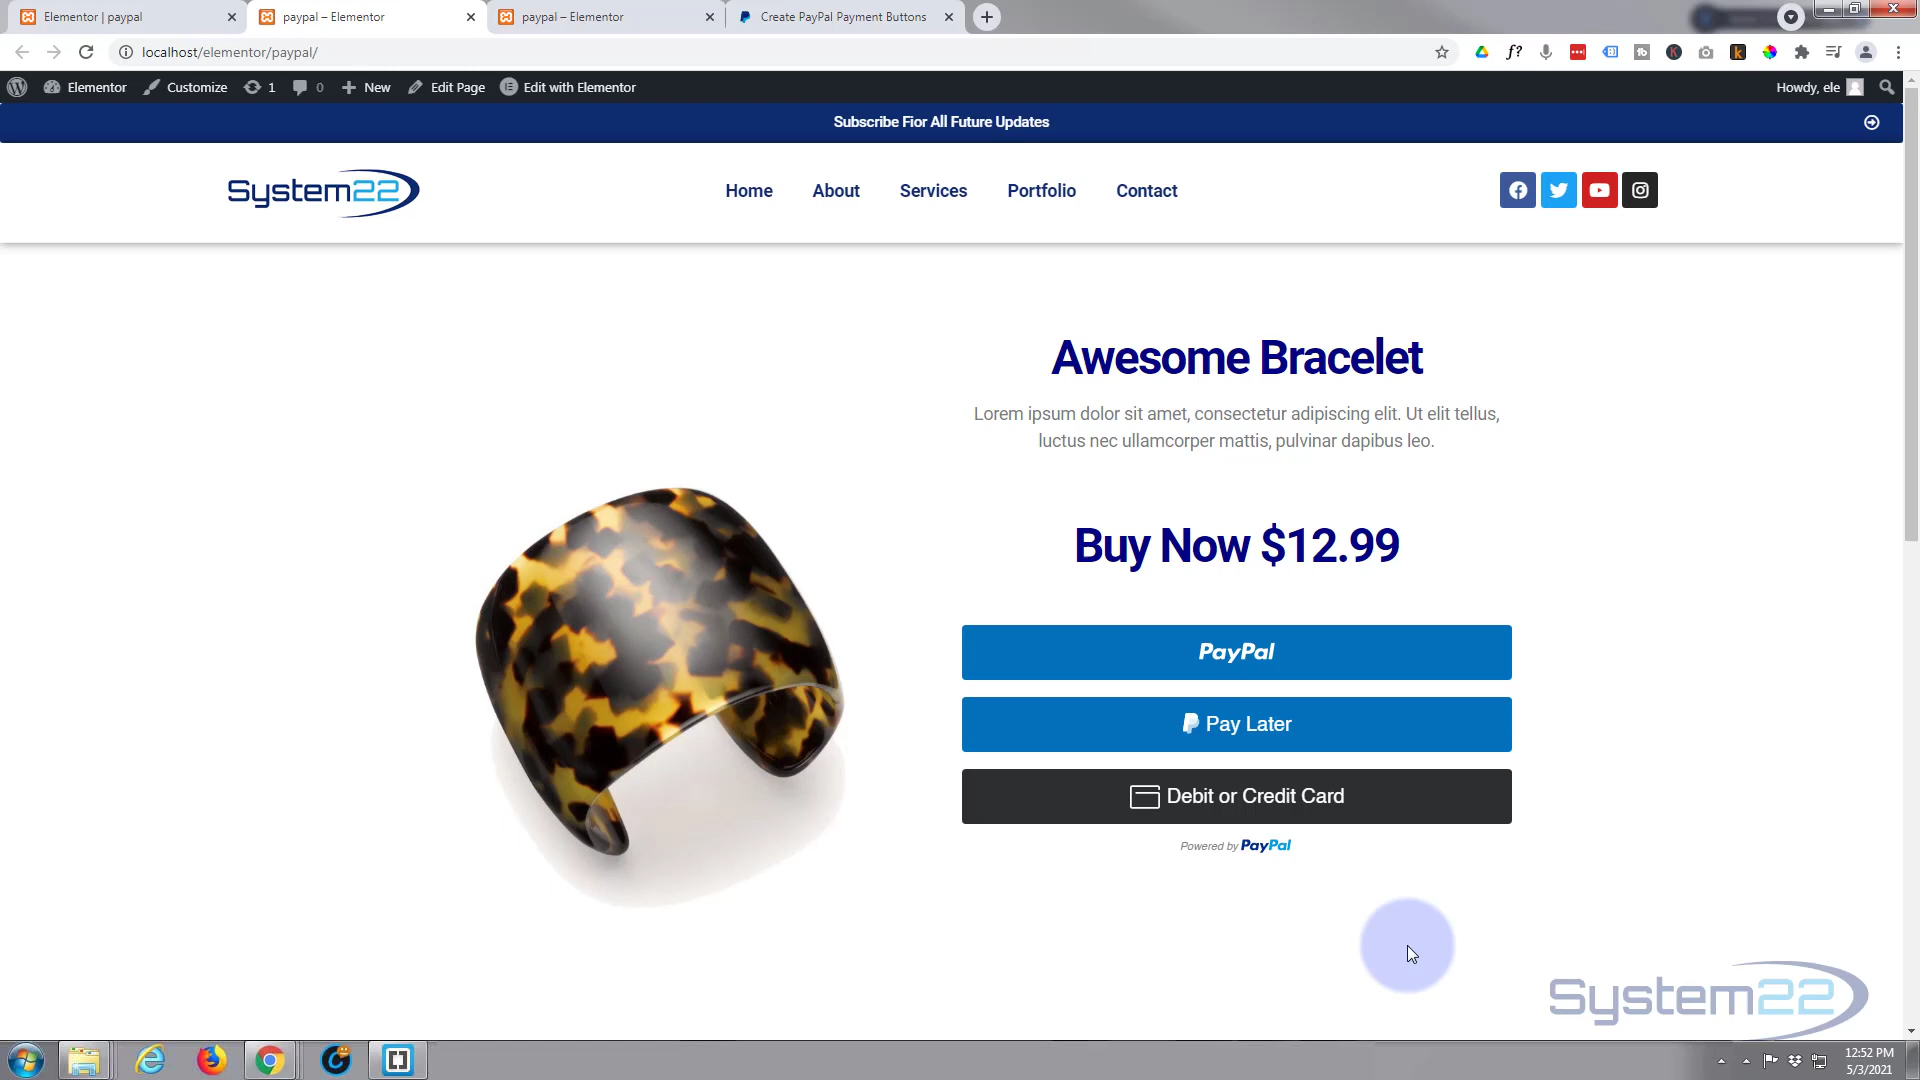 Elementor | paypal
paypal – Elementor
paypal – Elementor
Create PayPal Payment Buttons
localhost/elementor/paypal/
Elementor
Customize
1
0
New
Edit Page
Edit with Elementor
Howdy, ele
Subscribe Fior All Future Updates
System22
Home
About
Services
Portfolio
Contact
Awesome Bracelet
Lorem ipsum dolor sit amet, consectetur adipiscing elit. Ut elit tellus,
luctus nec ullamcorper mattis, pulvinar dapibus leo.
Buy Now $12.99
PayPal
Pay Later
Debit or Credit Card
Powered by PayPal
System22
12:52 PM
5/3/2021